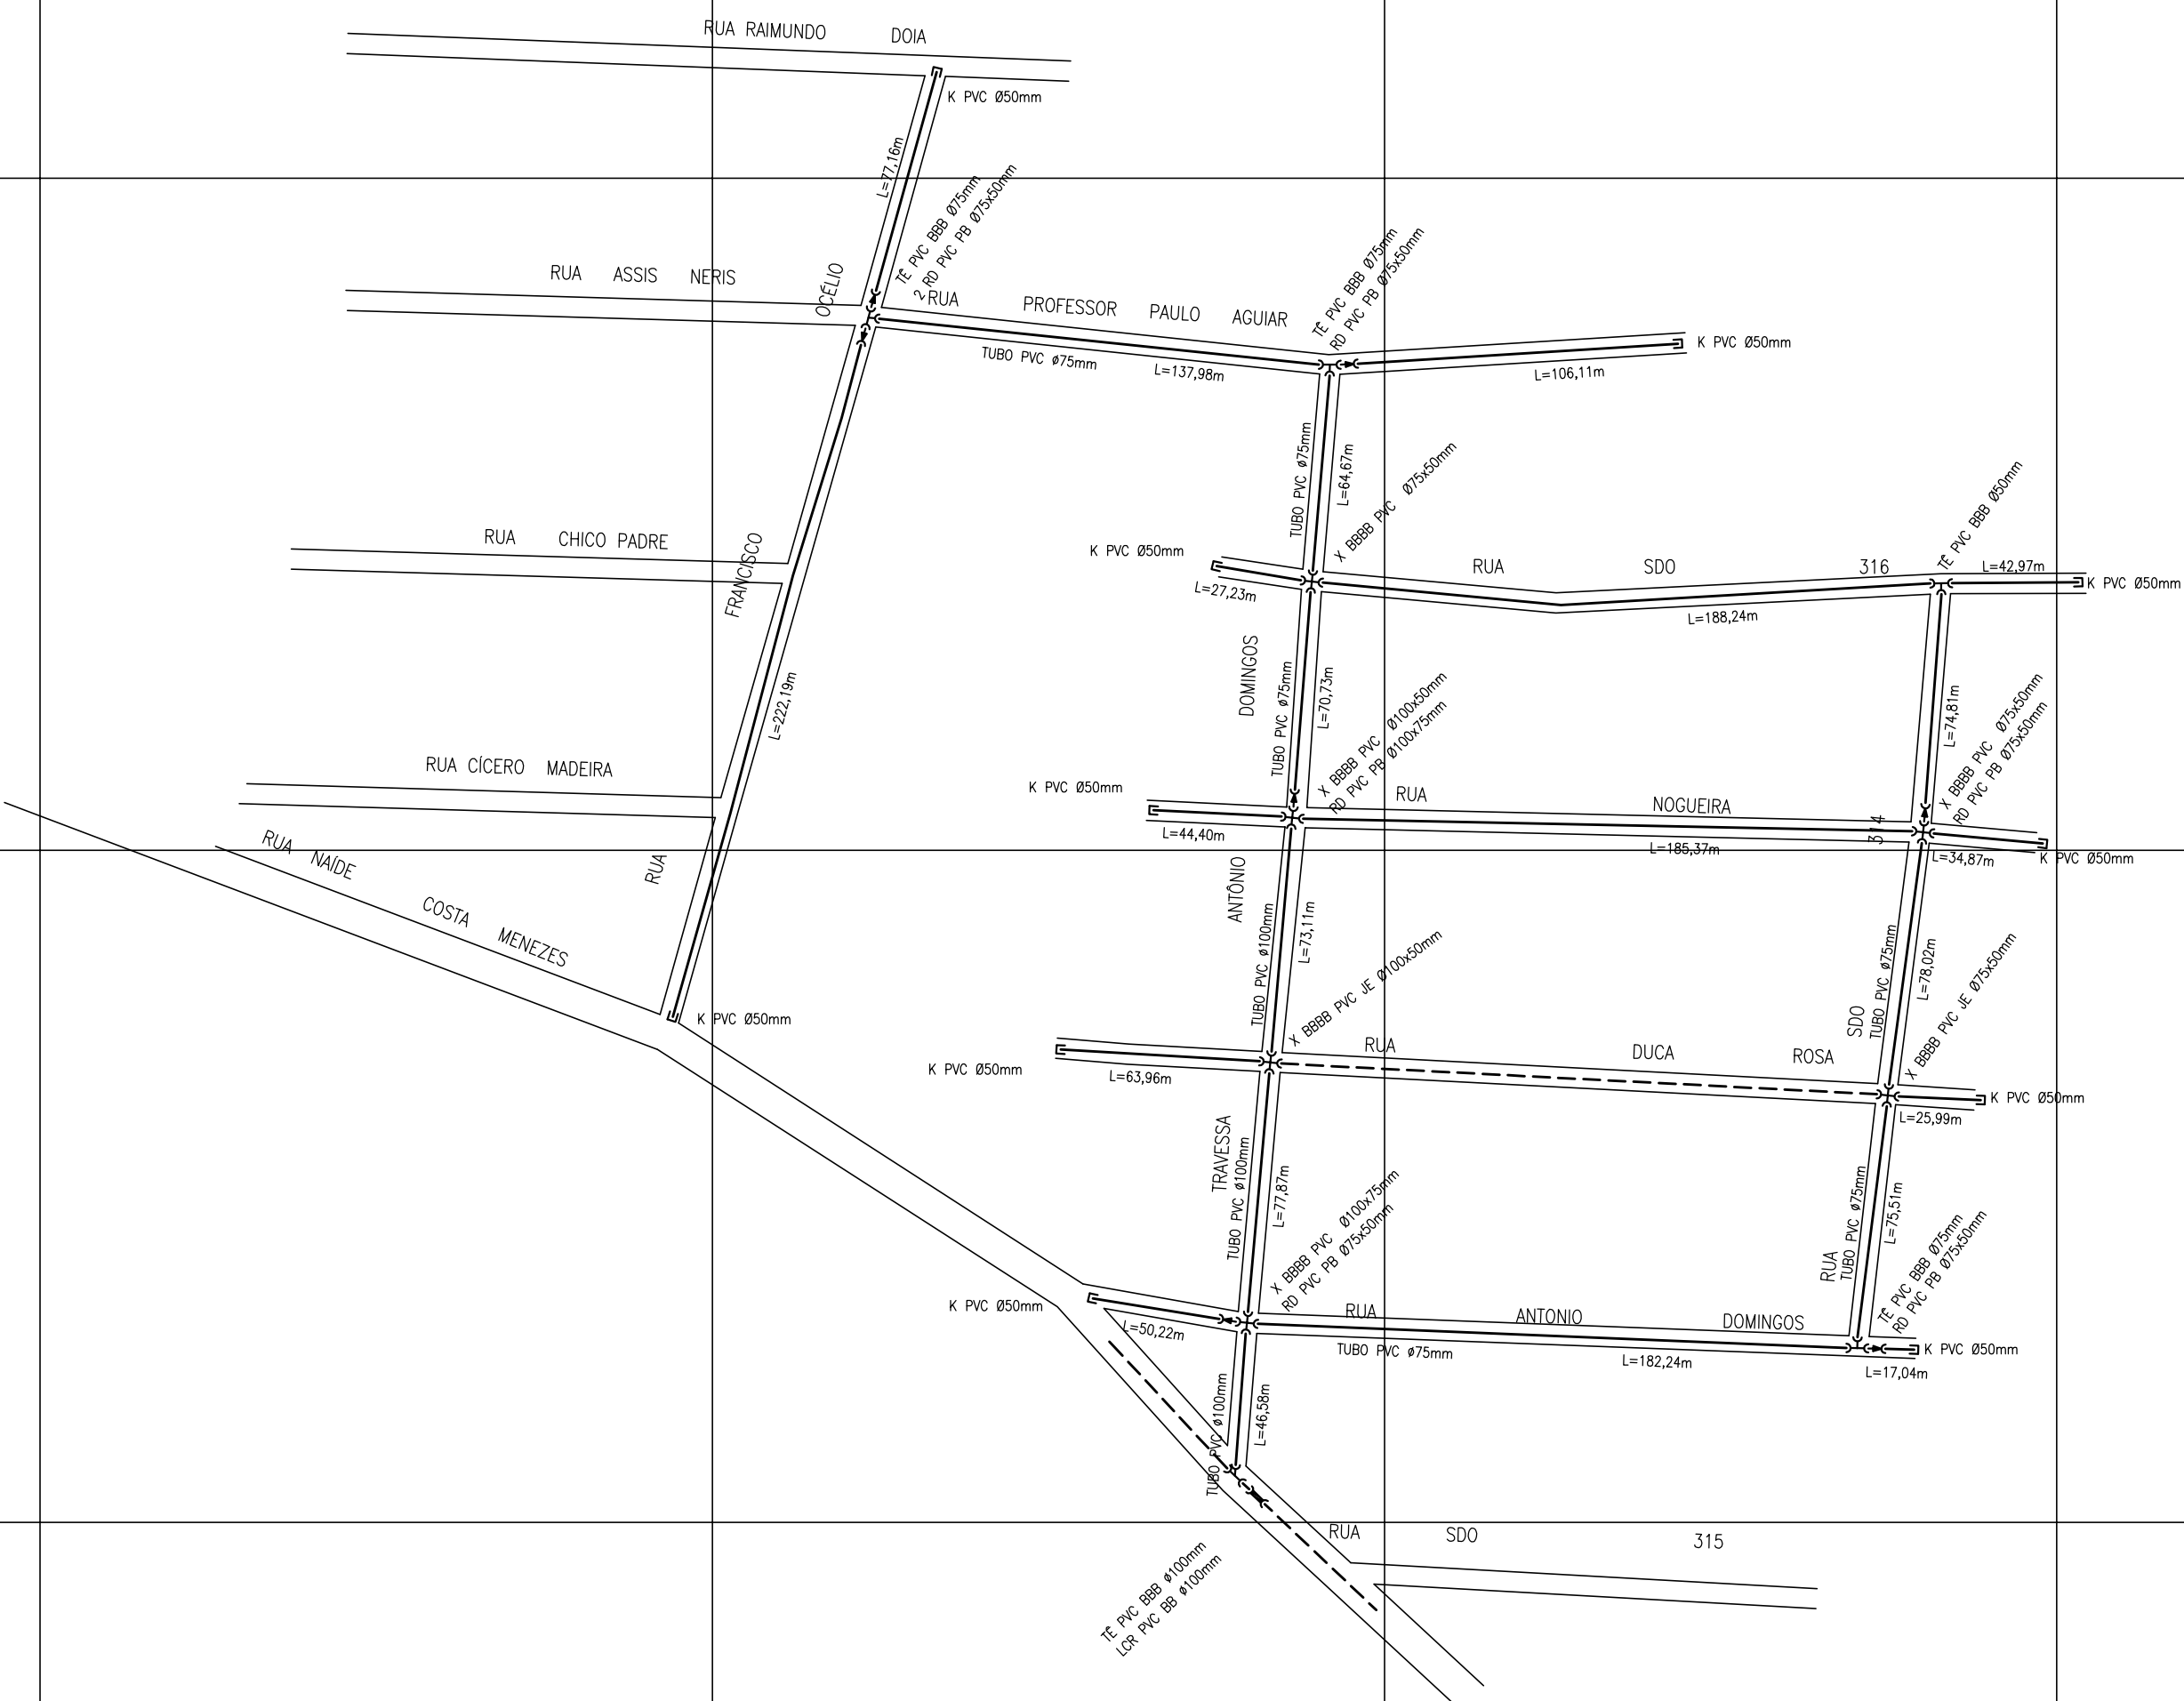 RUA RAIMUNDO DOIA
K PVC Ø50mm
L=77,16m
TÊ PVC BBB Ø75mm
2 RD PVC PB Ø75x50mm
RUA ASSIS NERIS
OCÉLIO
RUA PROFESSOR PAULO AGUIAR
TUBO PVC ø75mm
L=137,98m
TÊ PVC BBB Ø75mm
RD PVC PB Ø75x50mm
K PVC Ø50mm
L=106,11m
TUBO PVC ø75mm
L=64,67m
X BBBB PVC Ø75x50mm
K PVC Ø50mm
L=27,23m
RUA SDO 316
L=188,24m
TÊ PVC BBB Ø50mm
L=42,97m
K PVC Ø50mm
RUA CHICO PADRE
FRANCISCO
L=222,19m
DOMINGOS
TUBO PVC ø75mm
L=70,73m
X BBBB PVC Ø100x50mm
RD PVC PB Ø100x75mm
L=74,81m
X BBBB PVC Ø75x50mm
RD PVC PB Ø75x50mm
RUA CÍCERO MADEIRA
K PVC Ø50mm
L=44,40m
RUA NOGUEIRA
L=185,37m
314
L=34,87m
K PVC Ø50mm
RUA NAÍDE COSTA MENEZES
RUA
K PVC Ø50mm
ANTÔNIO
TUBO PVC ø100mm
L=73,11m
X BBBB PVC JE Ø100x50mm
SDO
TUBO PVC ø75mm
L=78,02m
X BBBB PVC JE Ø75x50mm
K PVC Ø50mm
L=63,96m
RUA DUCA ROSA
K PVC Ø50mm
L=25,99m
TRAVESSA
TUBO PVC ø100mm
L=77,87m
X BBBB PVC Ø100x75mm
RD PVC PB Ø75x50mm
RUA
TUBO PVC ø75mm
L=75,51m
TÊ PVC BBB Ø75mm
RD PVC PB Ø75x50mm
K PVC Ø50mm
L=50,22m
RUA ANTONIO DOMINGOS
TUBO PVC ø75mm
L=182,24m
K PVC Ø50mm
L=17,04m
TUBO PVC ø100mm
L=46,58m
RUA SDO 315
TÊ PVC BBB ø100mm
LCR PVC BB ø100mm